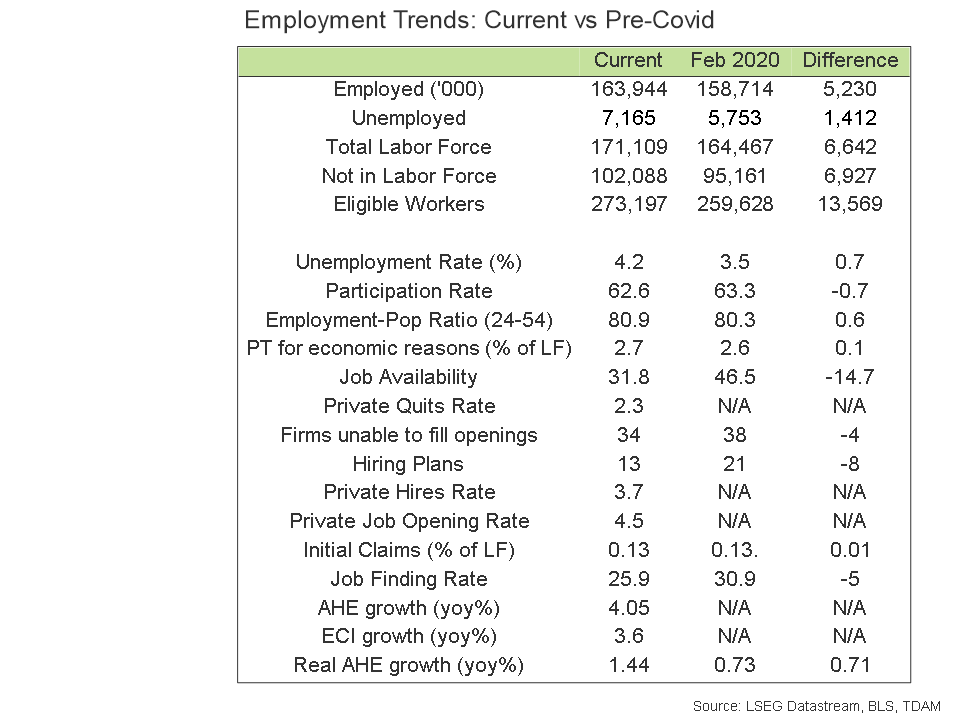 Employment Trends: Current vs Pre-Covid
Current Feb 2020 Difference
Employed ('000) 163,944 158,714 5,230
Unemployed 7,165 5,753 1,412
Total Labor Force 171,109 164,467 6,642
Not in Labor Force 102,088 95,161 6,927
Eligible Workers 273,197 259,628 13,569
Unemployment Rate (%) 4.2 3.5 0.7
Participation Rate 62.6 63.3 -0.7
Employment-Pop Ratio (24-54) 80.9 80.3 0.6
PT for economic reasons (% of LF) 2.7 2.6 0.1
Job Availability 31.8 46.5 -14.7
Private Quits Rate 2.3 N/A N/A
Firms unable to fill openings 34 38 -4
Hiring Plans 13 21 -8
Private Hires Rate 3.7 N/A N/A
Private Job Opening Rate 4.5 N/A N/A
Initial Claims (% of LF) 0.13 0.13. 0.01
Job Finding Rate 25.9 30.9 -5
AHE growth (yoy%) 4.05 N/A N/A
ECI growth (yoy%) 3.6 N/A N/A
Real AHE growth (yoy%) 1.44 0.73 0.71
Source: LSEG Datastream, BLS, TDAM